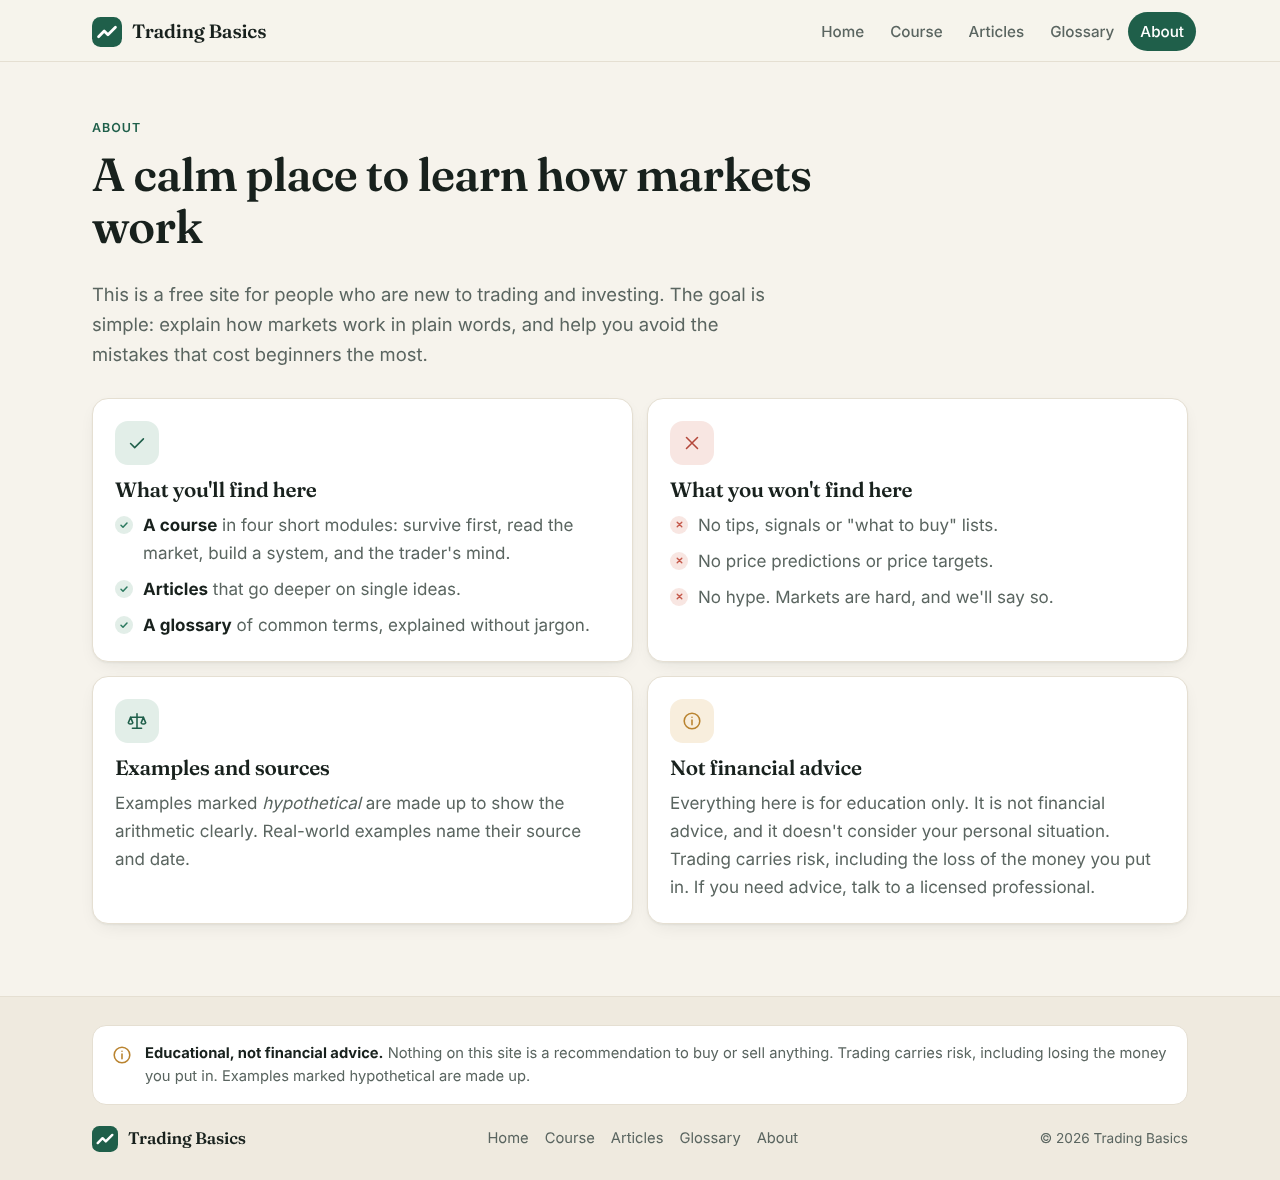 Trading Basics
Home
Course
Articles
Glossary
About
ABOUT
A calm place to learn how markets
work
This is a free site for people who are new to trading and investing. The goal is
simple: explain how markets work in plain words, and help you avoid the
mistakes that cost beginners the most.
What you'll find here
A course in four short modules: survive first, read the
market, build a system, and the trader's mind.
Articles that go deeper on single ideas.
A glossary of common terms, explained without jargon.
What you won't find here
No tips, signals or "what to buy" lists.
No price predictions or price targets.
No hype. Markets are hard, and we'll say so.
Examples and sources
Examples marked hypothetical are made up to show the
arithmetic clearly. Real-world examples name their source
and date.
Not financial advice
Everything here is for education only. It is not financial
advice, and it doesn't consider your personal situation.
Trading carries risk, including the loss of the money you put
in. If you need advice, talk to a licensed professional.
Educational, not financial advice. Nothing on this site is a recommendation to buy or sell anything. Trading carries risk, including losing the money
you put in. Examples marked hypothetical are made up.
Trading Basics
Home
Course
Articles
Glossary
About
© 2026 Trading Basics